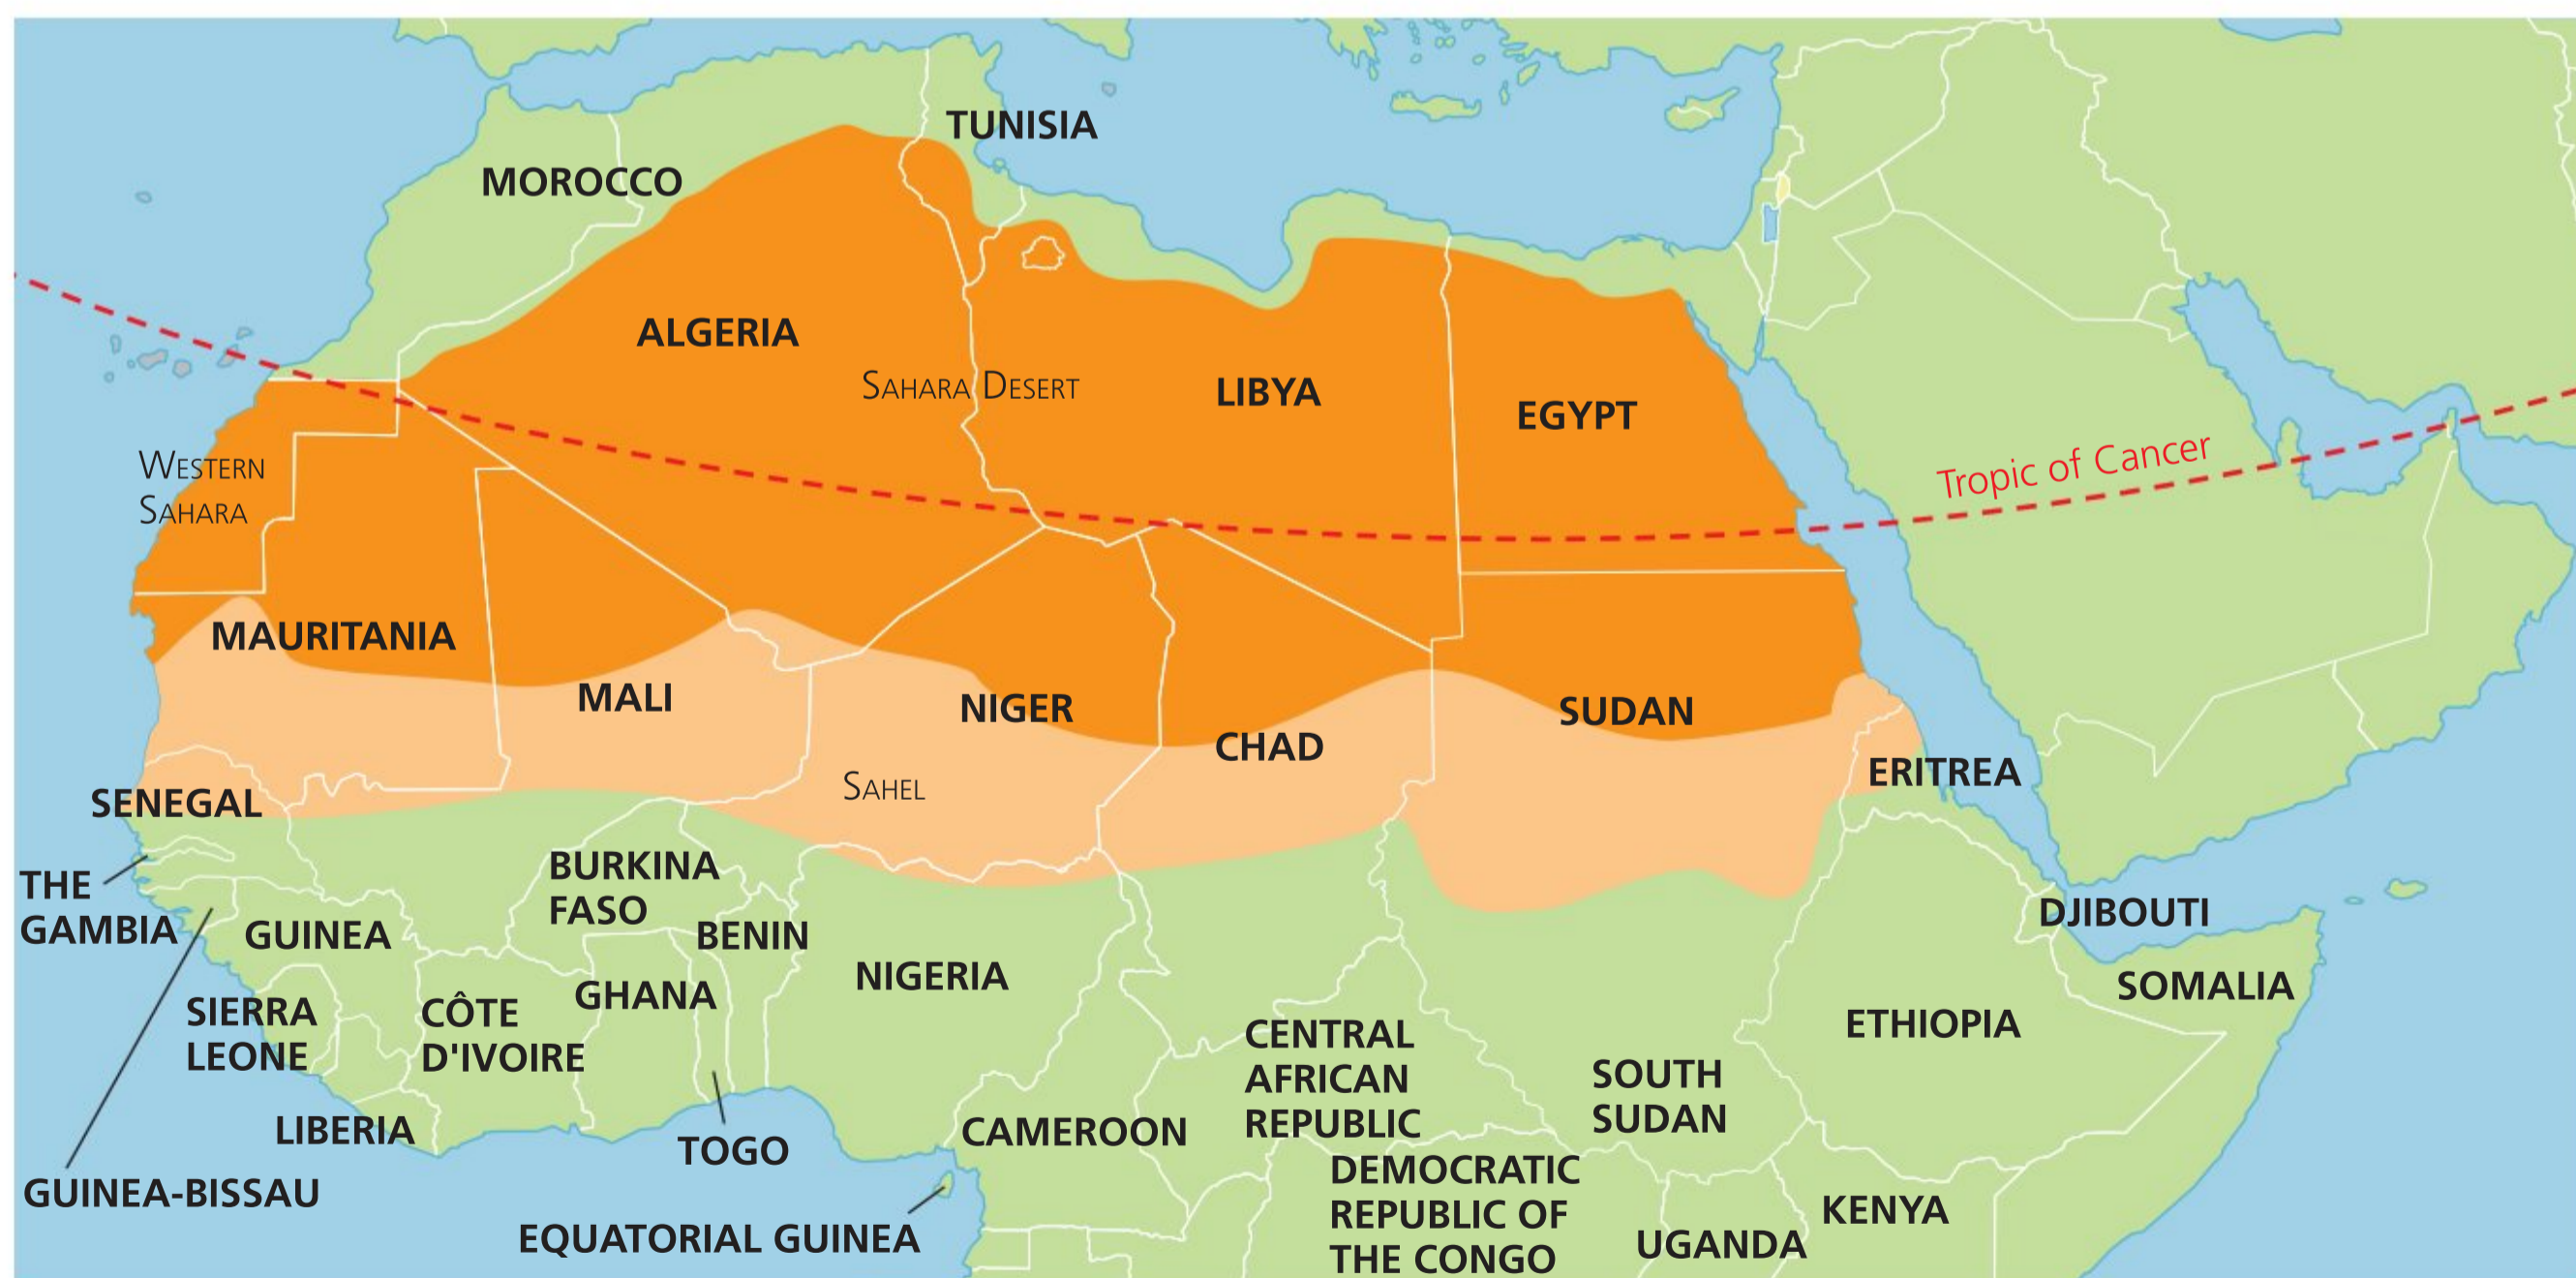 TUNISIA
MOROCCO
ALGERIA
SAHARA DESERT
LIBYA
EGYPT
Tropic of Cancer
WESTERN
SAHARA
MAURITANIA
MALI
NIGER
CHAD
SUDAN
ERITREA
SAHEL
SENEGAL
THE
GAMBIA
BURKINA
FASO
GUINEA
BENIN
NIGERIA
DJIBOUTI
SOMALIA
ETHIOPIA
SIERRA
LEONE
CÔTE
D'IVOIRE
GHANA
CENTRAL
AFRICAN
REPUBLIC
SOUTH
SUDAN
LIBERIA
TOGO
CAMEROON
GUINEA-BISSAU
EQUATORIAL GUINEA
DEMOCRATIC
REPUBLIC OF
THE CONGO
UGANDA
KENYA